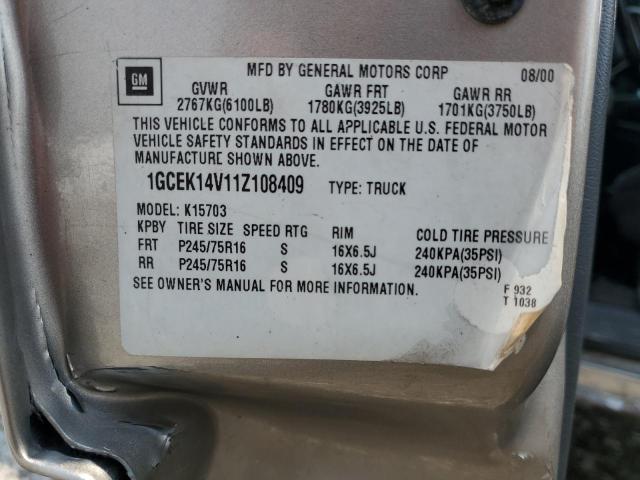 GM
MFD BY GENERAL MOTORS CORP 08/00
GVWR GAWR FRT GAWR RR
2767KG(6100LB) 1780KG(3925LB) 1701KG(3750LB)
THIS VEHICLE CONFORMS TO ALL APPLICABLE U.S. FEDERAL MOTOR
VEHICLE SAFETY STANDARDS IN EFFECT ON THE DATE OF
MANUFACTURE SHOWN ABOVE.
1GCEK14V11Z108409 TYPE: TRUCK
MODEL: K15703
KPBY TIRE SIZE SPEED RTG RIM COLD TIRE PRESSURE
FRT P245/75R16 S 16X6.5J 240KPA(35PSI)
RR P245/75R16 S 16X6.5J 240KPA(35PSI)
SEE OWNER'S MANUAL FOR MORE INFORMATION.
F 932
T 1038